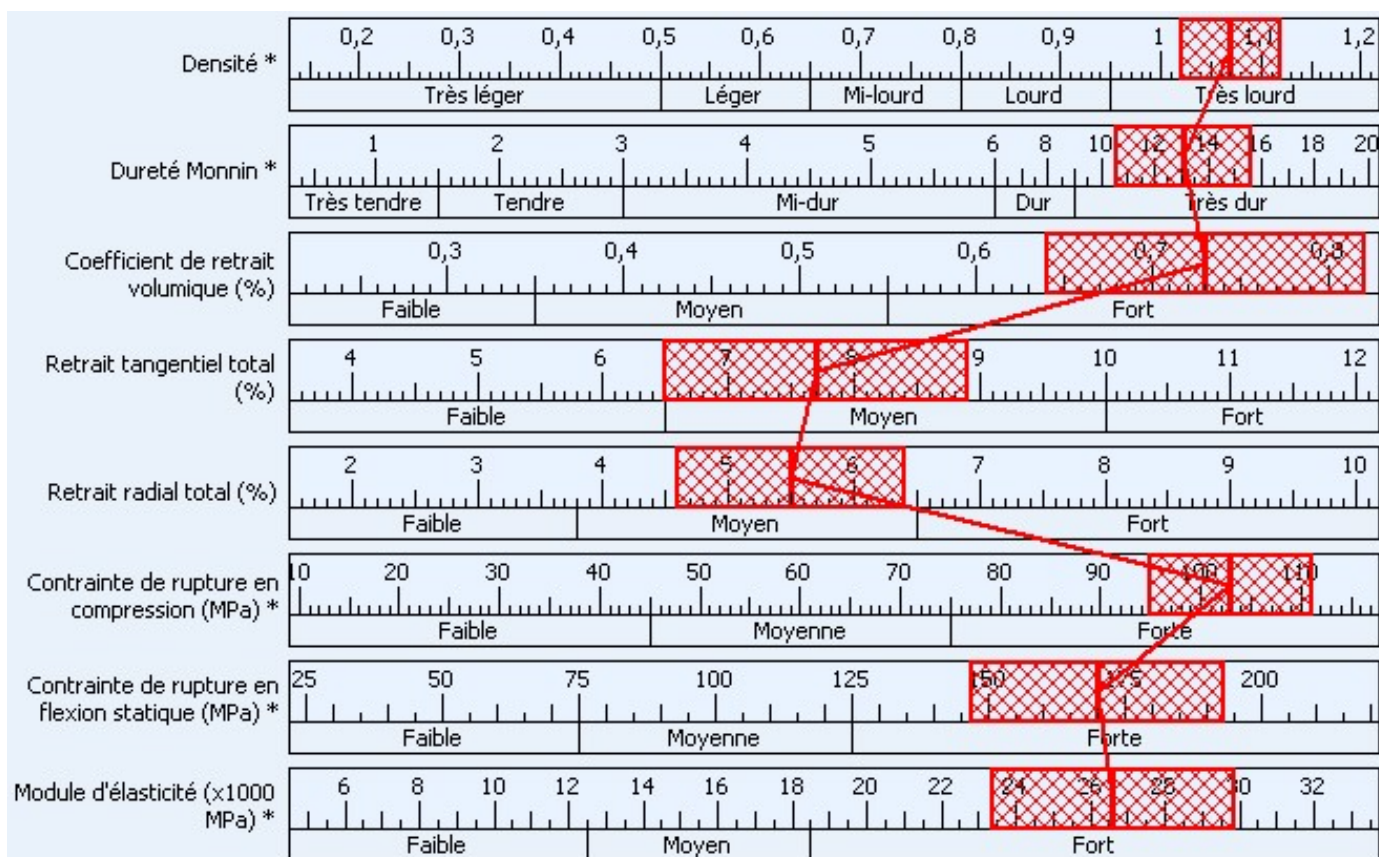 0,2 0,3 0,4 0,5 0,6 0,7 0,8 0,9 1 1,1 1,2
Densité *
Très léger Léger Mi-lourd Lourd Très lourd
1 2 3 4 5 6 8 10 12 14 16 18 20
Dureté Monnin *
Très tendre Tendre Mi-dur Dur Très dur
0,3 0,4 0,5 0,6 0,7 0,8
Coefficient de retrait
volumique (%)
Faible Moyen Fort
4 5 6 7 8 9 10 11 12
Retrait tangentiel total
(%)
Faible Moyen Fort
2 3 4 5 6 7 8 9 10
Retrait radial total (%)
Faible Moyen Fort
10 20 30 40 50 60 70 80 90 100 110
Contrainte de rupture en
compression (MPa) *
Faible Moyenne Forte
25 50 75 100 125 150 175 200
Contrainte de rupture en
flexion statique (MPa) *
Faible Moyenne Forte
6 8 10 12 14 16 18 20 22 24 26 28 30 32
Module d'élasticité (x1000
MPa) *
Faible Moyen Fort